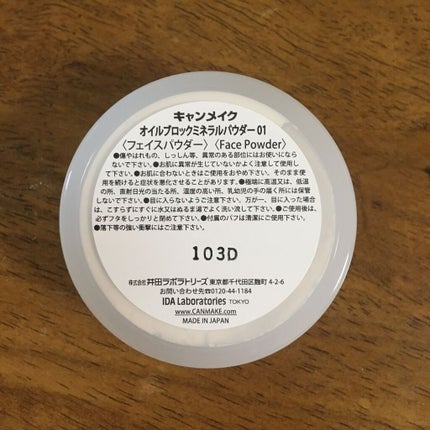 キャンメイク
オイルブロックミネラルパウダー01
〈フェイスパウダー〉〈Face Powder〉
●傷やはれもの、しっしん等、異常のある部位にはお使いになら
ないで下さい。●お肌に異常が生じていないかよく注意して使用し
て下さい。●お肌に合わないときはご使用をおやめ下さい。そのまま使
用を続けると症状を悪化させることがあります。●極端に高温又は、低温
の所、直射日光の当たる所、湿度の高い所、乳幼児の手の届く所には保管
しないで下さい。●目に入らないようご注意下さい。万が一、目に入った場合
は、こすらずにすぐに水又はぬるま湯でよく洗い流して下さい。●ご使用後は、
必ずフタをしっかりと閉めて下さい。●付属のパフは清潔にご使用下さい。
●落下等の強い衝撃にはご注意下さい。
103D
株式会社 井田ラボラトリーズ 東京都千代田区麹町4-2-6
お問い合わせ先☎0120-44-1184
IDA Laboratories TOKYO
www.CANMAKE.com
MADE IN JAPAN